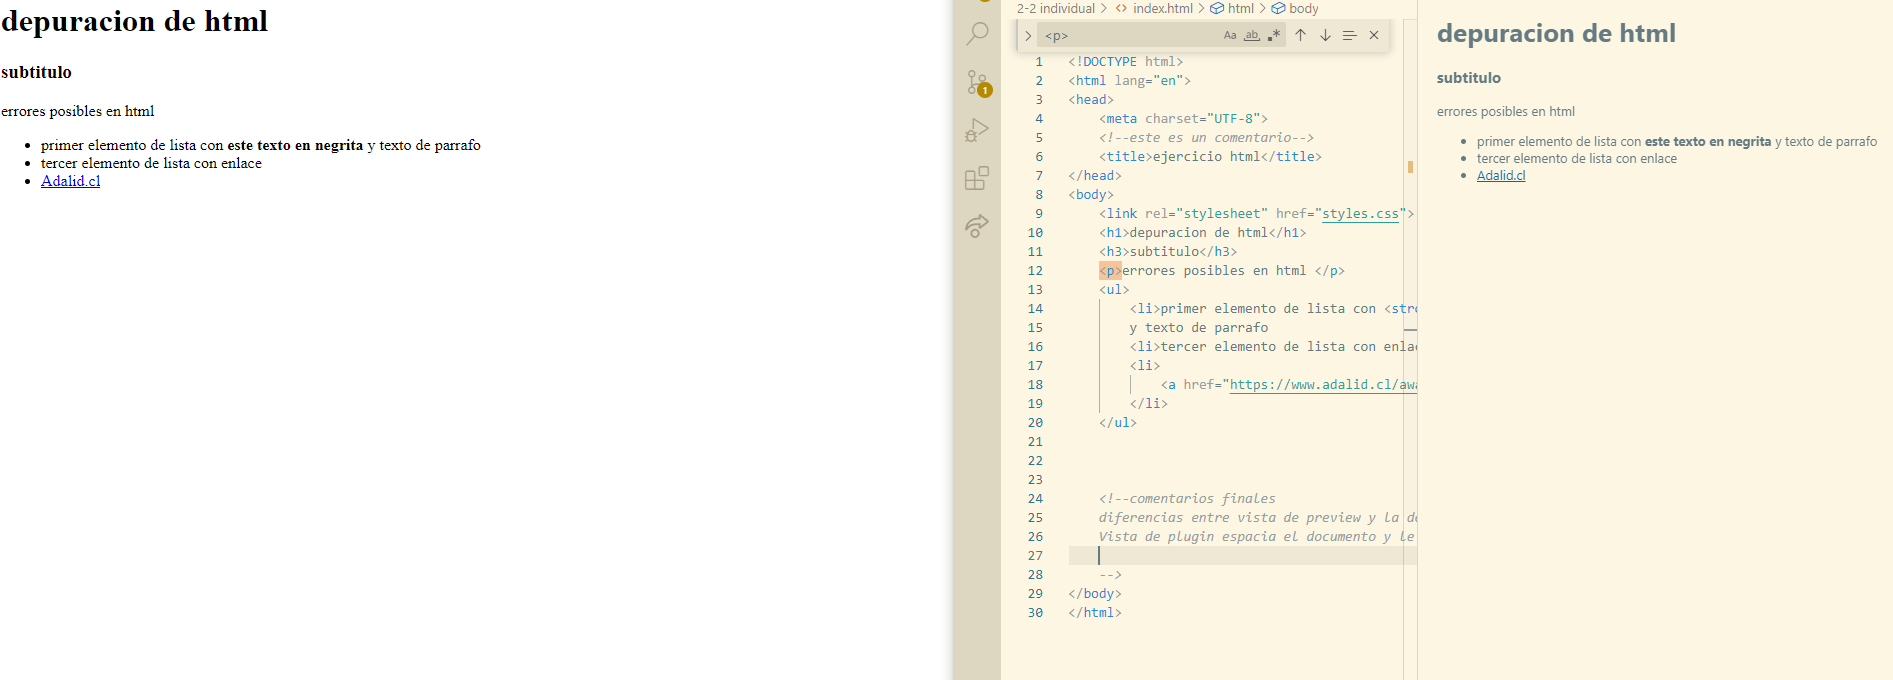 depuracion de html
subtitulo
errores posibles en html
primer elemento de lista con este texto en negrita y texto de parrafo
tercer elemento de lista con enlace
Adalid.cl
1
2-2 individual > <> index.html > html > body
<p>
Aa ab .*
1 <!DOCTYPE html>
2 <html lang="en">
3 <head>
4 <meta charset="UTF-8">
5 <!--este es un comentario-->
6 <title>ejercicio html</title>
7 </head>
8 <body>
9 <link rel="stylesheet" href="styles.css">
10 <h1>depuracion de html</h1>
11 <h3>subtitulo</h3>
12 <p>errores posibles en html </p>
13 <ul>
14 <li>primer elemento de lista con <stro
15 y texto de parrafo
16 <li>tercer elemento de lista con enlac
17 <li>
18 <a href="https://www.adalid.cl/awa
19 </li>
20 </ul>
21
22
23
24 <!--comentarios finales
25 diferencias entre vista de preview y la de
26 Vista de plugin espacia el documento y le
27
28 -->
29 </body>
30 </html>
depuracion de html
subtitulo
errores posibles en html
primer elemento de lista con este texto en negrita y texto de parrafo
tercer elemento de lista con enlace
Adalid.cl